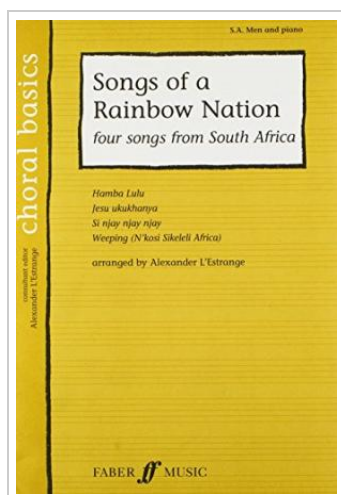 S.A. Men and piano
Songs of a
Rainbow Nation
four songs from South Africa
Hamba Lulu
Jesu ukukhanya
Si njay njay njay
Weeping (N'kosi Sikeleli Africa)
arranged by Alexander L'Estrange
choral basics
consultant editor
Alexander L'Estrange
FABER ff MUSIC